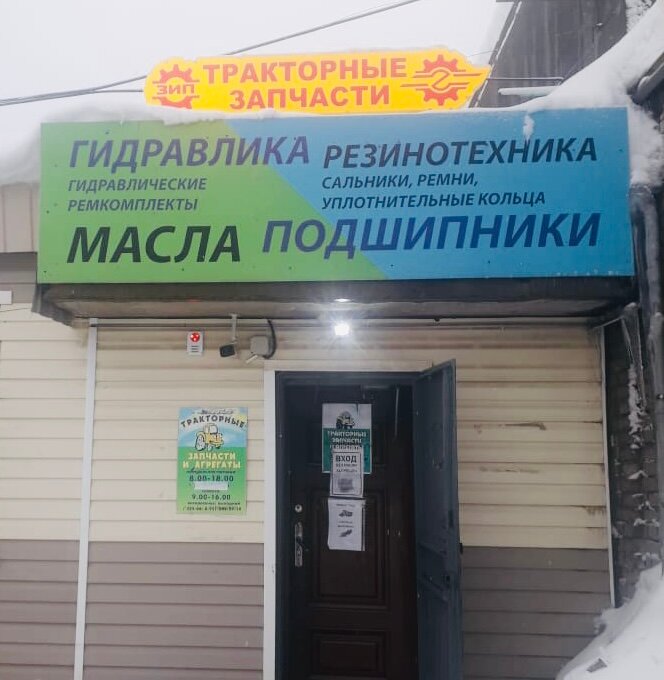 ЗИП
ТРАКТОРНЫЕ
ЗАПЧАСТИ
ГИДРАВЛИКА
ГИДРАВЛИЧЕСКИЕ
РЕМКОМПЛЕКТЫ
МАСЛА
РЕЗИНОТЕХНИКА
САЛЬНИКИ, РЕМНИ,
УПЛОТНИТЕЛЬНЫЕ КОЛЬЦА
ПОДШИПНИКИ
ТРАКТОРНЫЕ
ЗАПЧАСТИ
И АГРЕГАТЫ
8.00-18.00
9.00-16.00
ТРАКТОРНЫЕ
ЗАПЧАСТИ
ВХОД